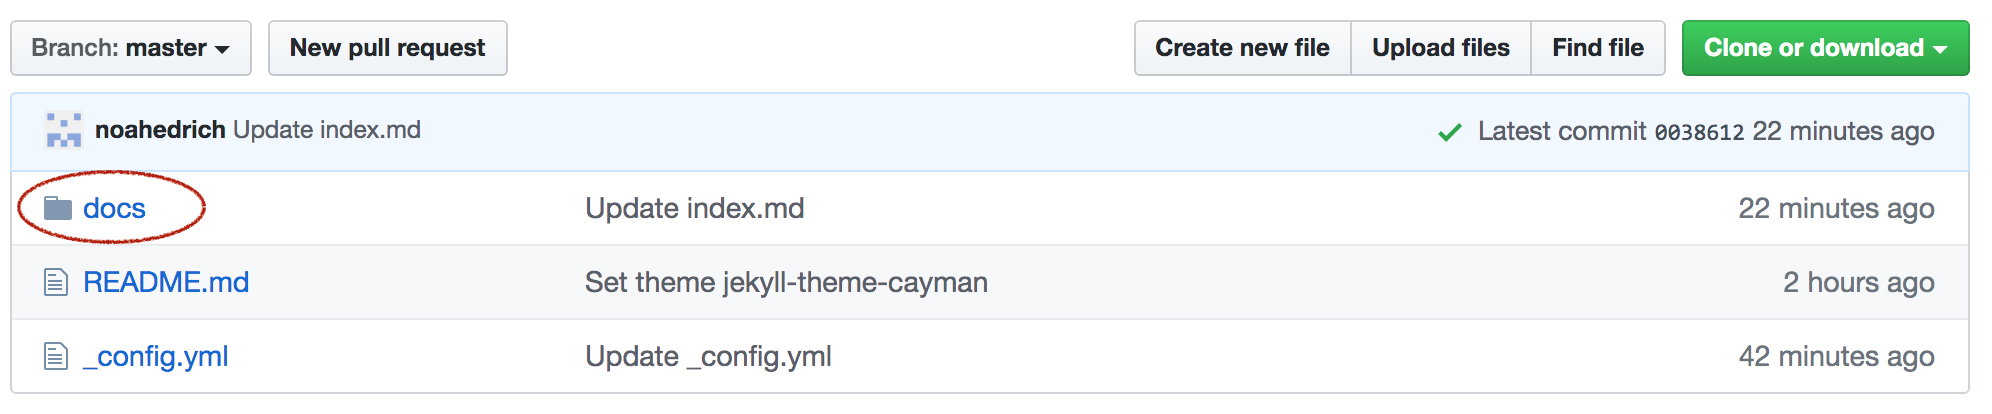 Branch: master New pull request Create new file Upload files Find file Clone or download
noahedrich Update index.md Latest commit 0038612 22 minutes ago
docs Update index.md 22 minutes ago
README.md Set theme jekyll-theme-cayman 2 hours ago
_config.yml Update _config.yml 42 minutes ago